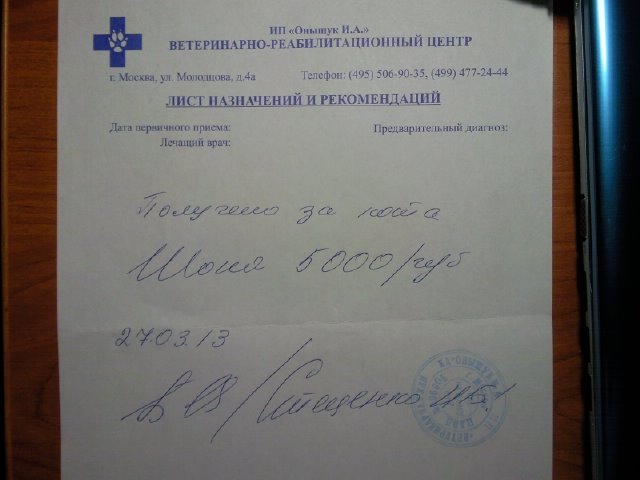 ИП «Оныщук И.А.»
ВЕТЕРИНАРНО-РЕАБИЛИТАЦИОННЫЙ ЦЕНТР
г. Москва, ул. Молодцова, д.4а Телефон: (495) 506-90-35, (499) 477-24-44
ЛИСТ НАЗНАЧЕНИЙ И РЕКОМЕНДАЦИЙ
Дата первичного приема: Предварительный диагноз:
Лечащий врач:
Получено за кота
5000/руб
27.03.13